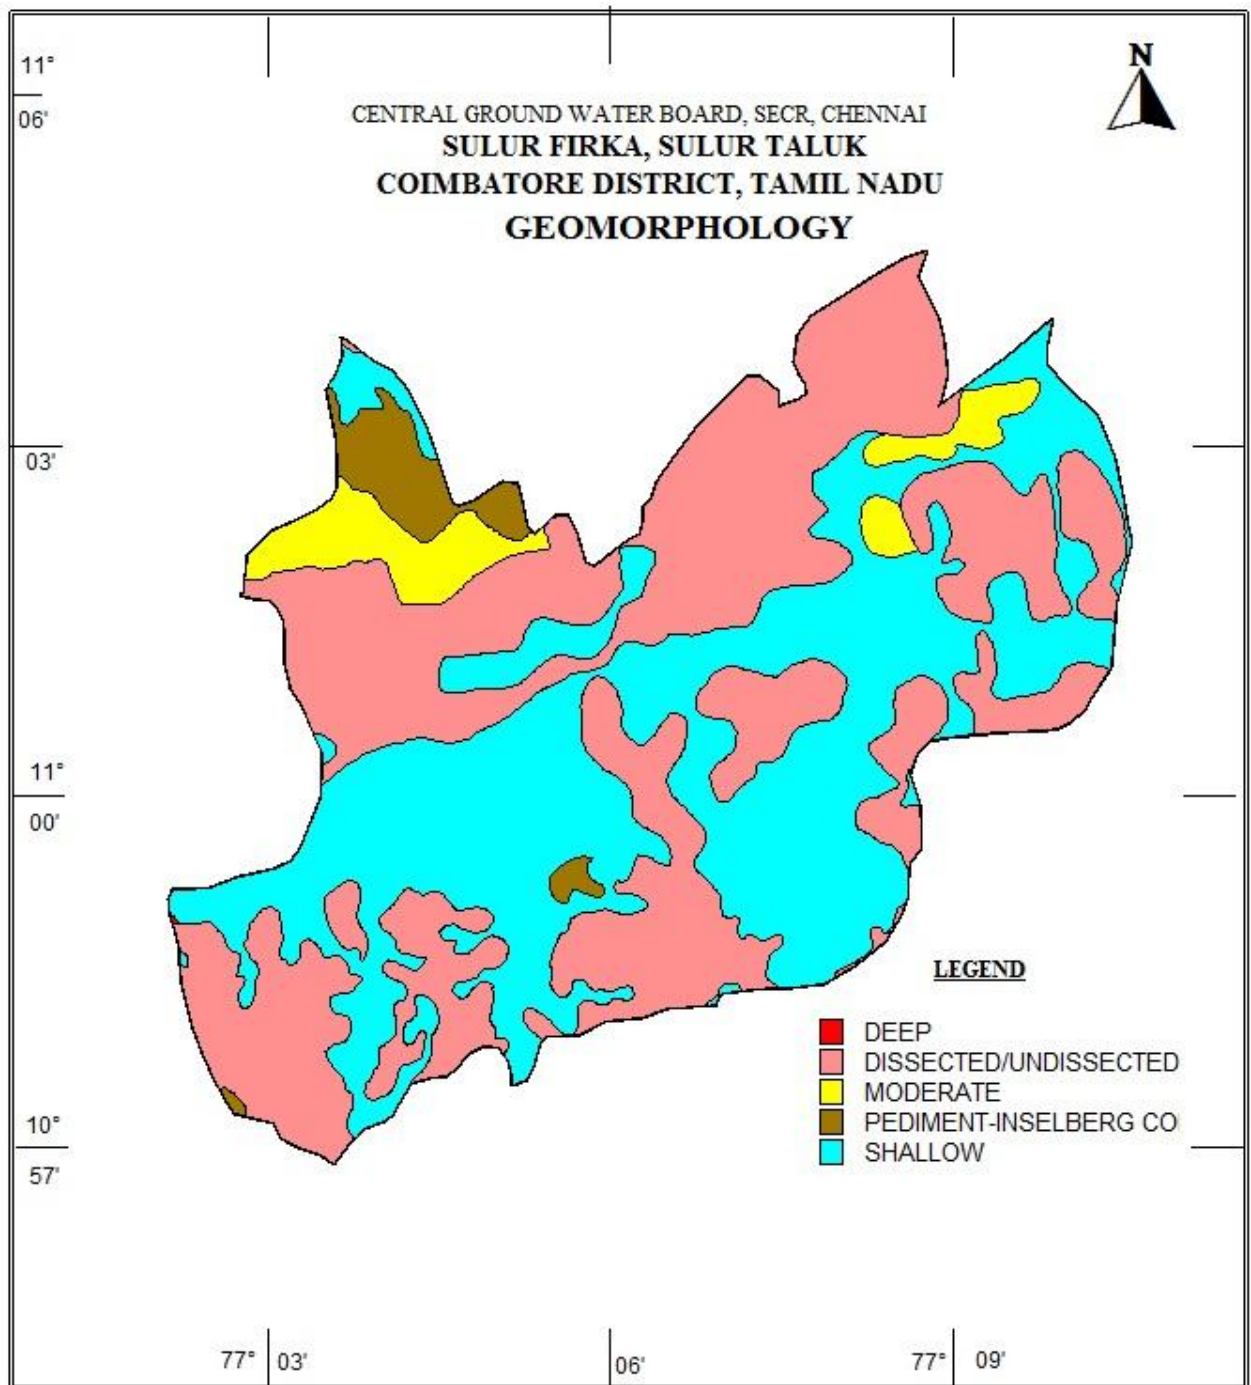 11°
06'
N
CENTRAL GROUND WATER BOARD, SECR, CHENNAI
SULUR FIRKA, SULUR TALUK
COIMBATORE DISTRICT, TAMIL NADU
GEOMORPHOLOGY
03'
11°
00'
LEGEND
DEEP
DISSECTED/UNDISSECTED
MODERATE
PEDIMENT-INSELBERG CO
SHALLOW
10°
57'
77° 03'
06'
77° 09'